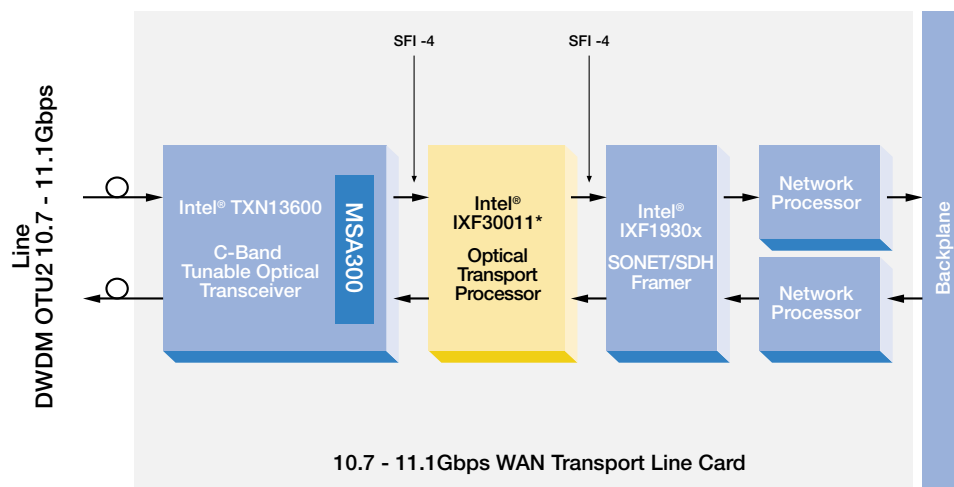 SFI -4
SFI -4
Line
DWDM OTU2 10.7 - 11.1Gbps
Intel® TXN13600
C-Band
Tunable Optical
Transceiver
MSA300
Intel®
IXF30011*
Optical
Transport
Processor
Intel®
IXF1930x
SONET/SDH
Framer
Network
Processor
Network
Processor
Backplane
10.7 - 11.1Gbps WAN Transport Line Card